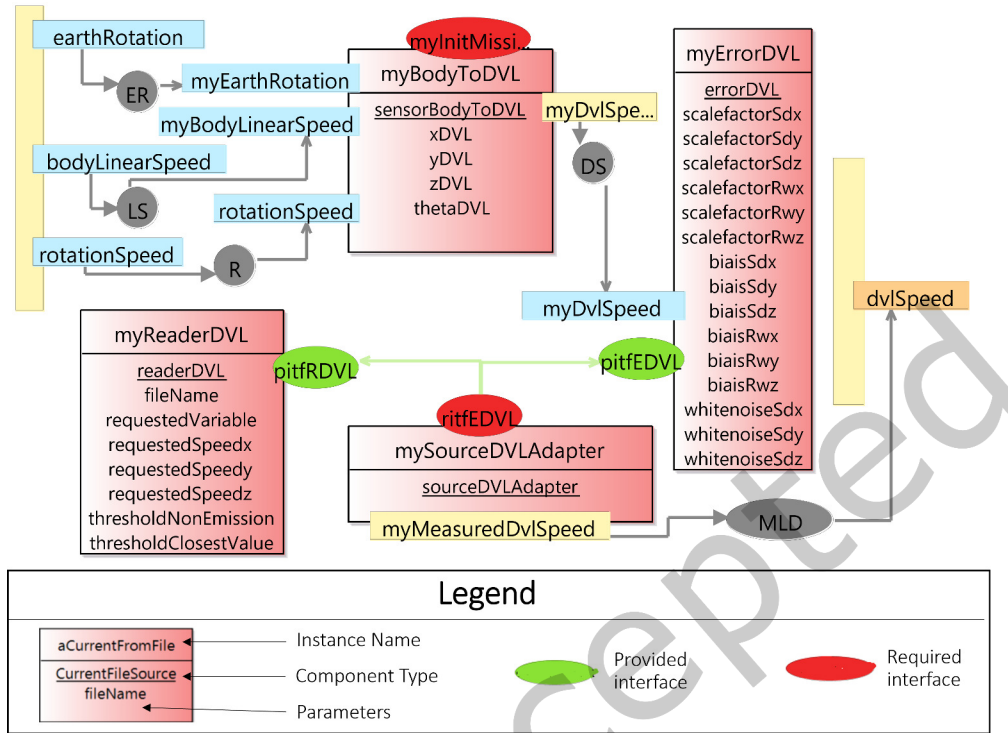 earthRotation
ER
myEarthRotation
myBodyLinearSpeed
bodyLinearSpeed
LS
rotationSpeed
rotationSpeed
R
myInitMissi...
myBodyToDVL
sensorBodyToDVL
xDVL
yDVL
zDVL
thetaDVL
myDvlSpe...
DS
myDvlSpeed
myErrorDVL
errorDVL
scalefactorSdx
scalefactorSdy
scalefactorSdz
scalefactorRwx
scalefactorRwy
scalefactorRwz
biaisSdx
biaisSdy
biaisSdz
biaisRwx
biaisRwy
biaisRwz
whitenoiseSdx
whitenoiseSdy
whitenoiseSdz
pitfEDVL
dvlSpeed
myReaderDVL
readerDVL
fileName
requestedVariable
requestedSpeedx
requestedSpeedy
requestedSpeedz
thresholdNonEmission
thresholdClosestValue
pitfRDVL
ritfEDVL
mySourceDVLAdapter
sourceDVLAdapter
myMeasuredDvlSpeed
MLD
Legend
aCurrentFromFile
CurrentFileSource
fileName
Instance Name
Component Type
Parameters
Provided
interface
Required
interface
cepted